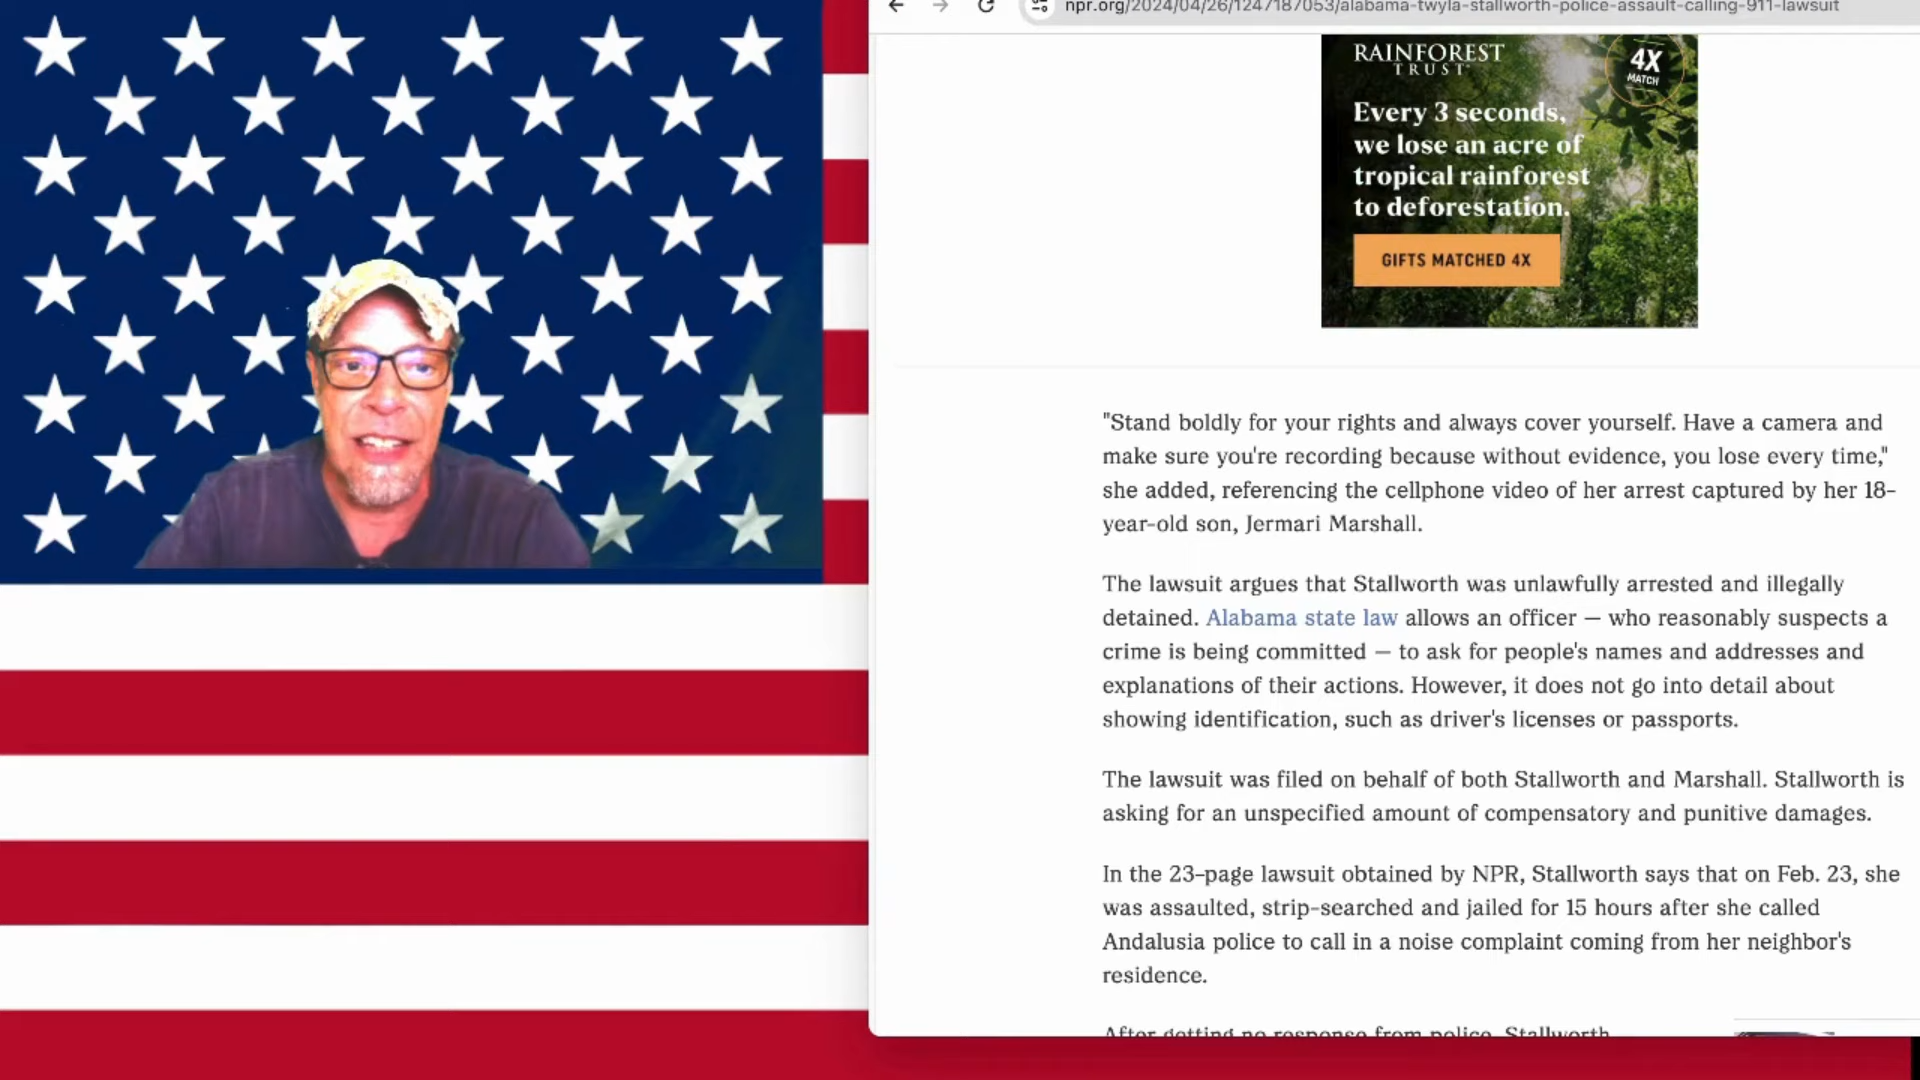 npr.org/2024/04/26/1247187053/alabama-twyla-stallworth-police-assault-calling-911-lawsuit
RAINFOREST
TRUST
4X
MATCH
Every 3 seconds,
we lose an acre of
tropical rainforest
to deforestation.
GIFTS MATCHED 4X
"Stand boldly for your rights and always cover yourself. Have a camera and
make sure you're recording because without evidence, you lose every time,"
she added, referencing the cellphone video of her arrest captured by her 18-
year-old son, Jermari Marshall.
The lawsuit argues that Stallworth was unlawfully arrested and illegally
detained. Alabama state law allows an officer — who reasonably suspects a
crime is being committed — to ask for people's names and addresses and
explanations of their actions. However, it does not go into detail about
showing identification, such as driver's licenses or passports.
The lawsuit was filed on behalf of both Stallworth and Marshall. Stallworth is
asking for an unspecified amount of compensatory and punitive damages.
In the 23-page lawsuit obtained by NPR, Stallworth says that on Feb. 23, she
was assaulted, strip-searched and jailed for 15 hours after she called
Andalusia police to call in a noise complaint coming from her neighbor's
residence.
After getting no response from police, Stallworth